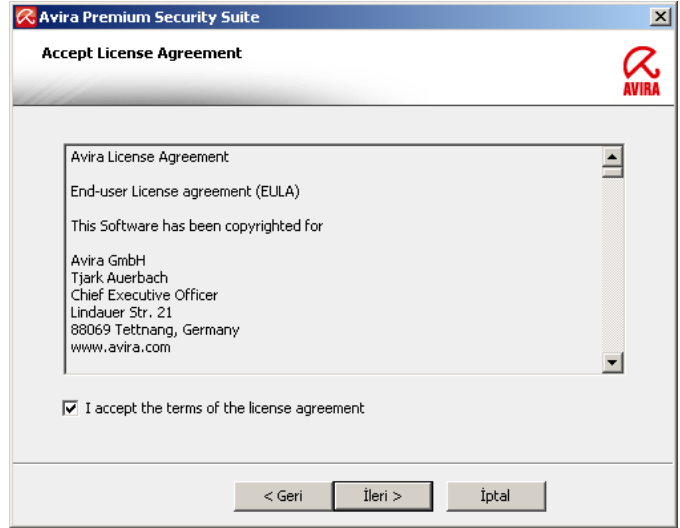 Avira Premium Security Suite
Accept License Agreement
AVIRA
Avira License Agreement
End-user License agreement (EULA)
This Software has been copyrighted for
Avira GmbH
Tjark Auerbach
Chief Executive Officer
Lindauer Str. 21
88069 Tettnang, Germany
www.avira.com
I accept the terms of the license agreement
< Geri
İleri >
İptal